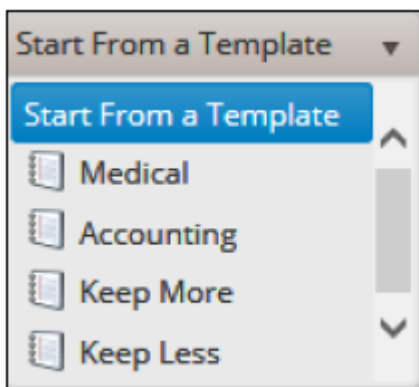 Start From a Template
Start From a Template
Medical
Accounting
Keep More
Keep Less